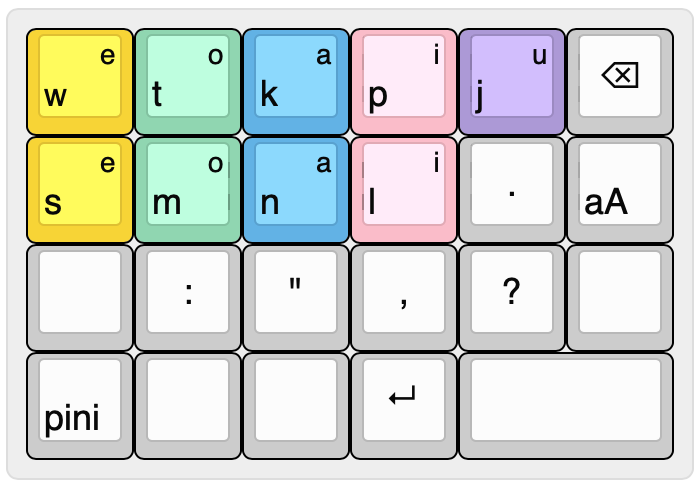 e o a i u
w t k p j ⌫
e o a i
s m n l . aA
: " , ?
pini ↵